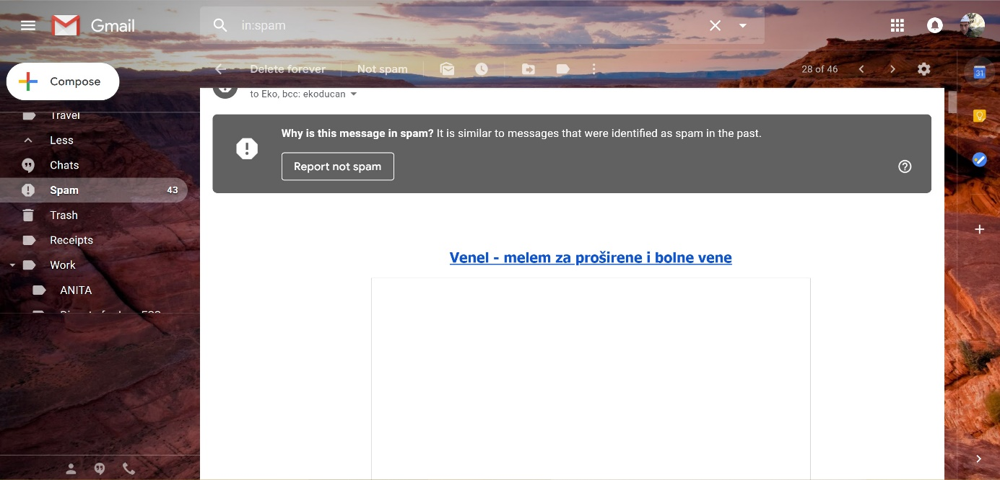 Gmail
in:spam
Compose
Delete forever
Not spam
28 of 46
31
to Eko, bcc: ekoducan
Travel
Less
Chats
Spam 43
Trash
Receipts
Work
ANITA
Why is this message in spam? It is similar to messages that were identified as spam in the past.
Report not spam
Venel - melem za proširene i bolne vene